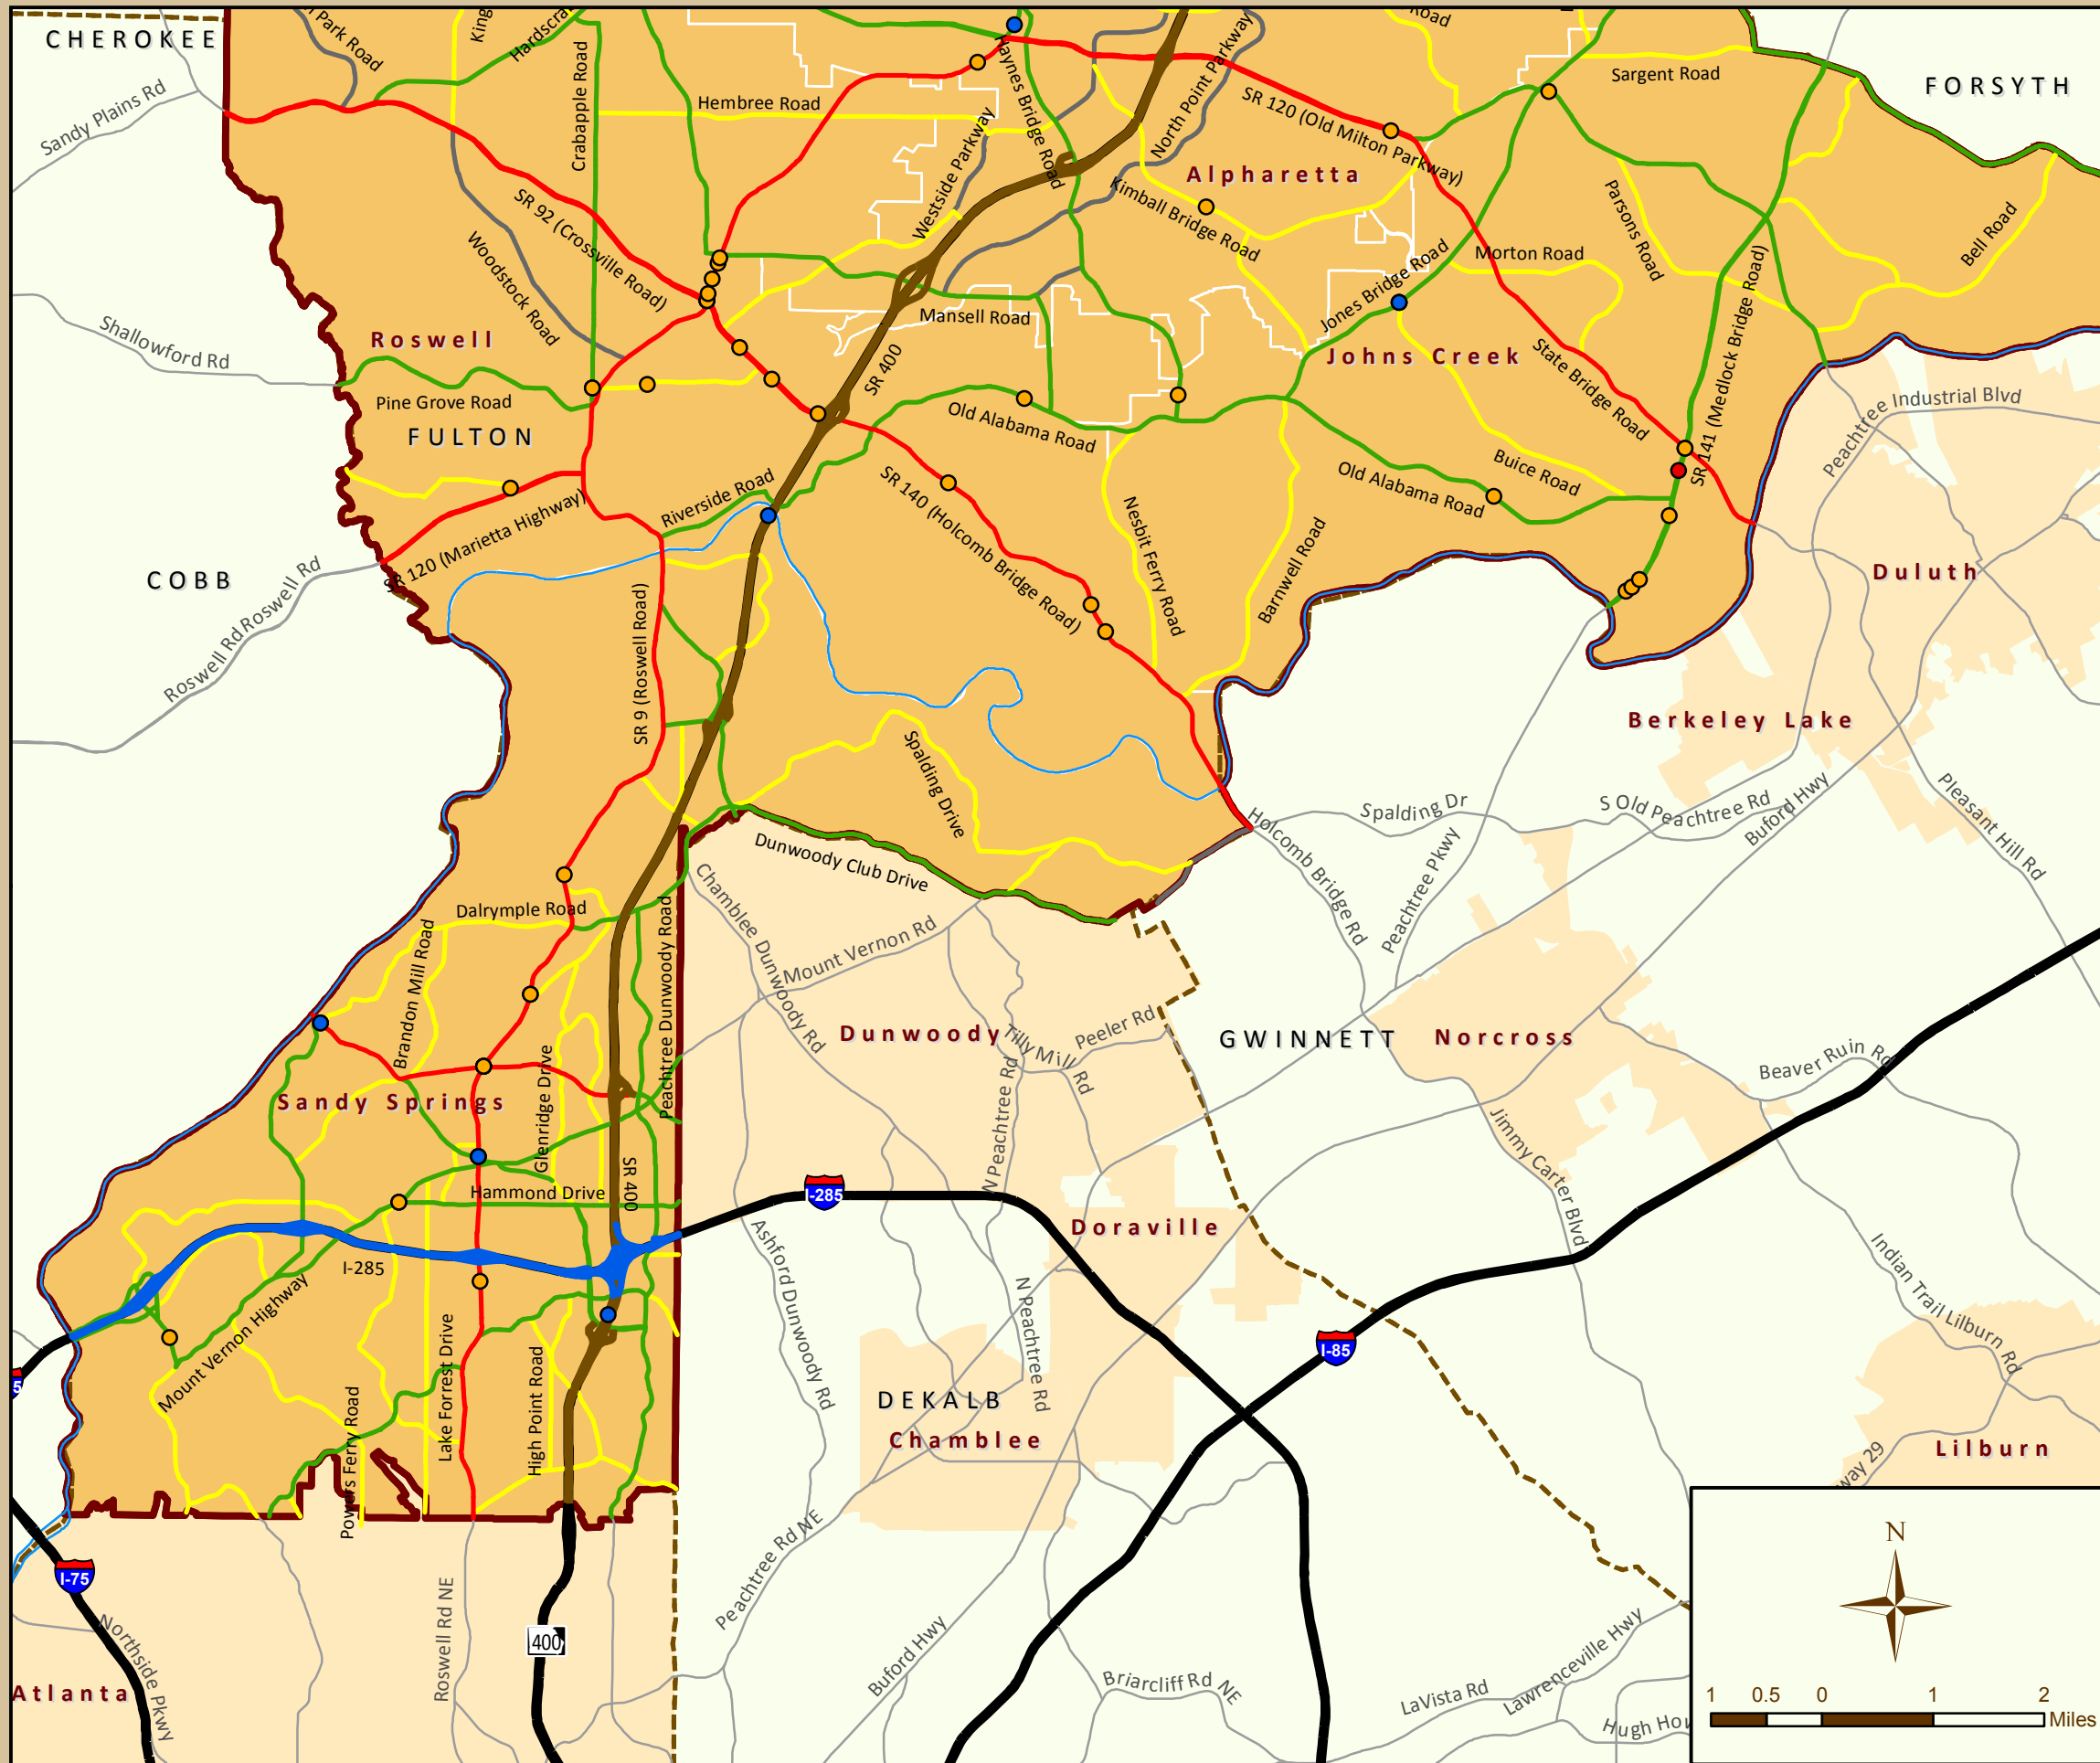 CHEROKEE
Park Road
King
Hardscra
Crabapple Road
Haynes Bridge Road
North Point Parkway
Road
Sargent Road
FORSYTH
Sandy Plains Rd
Hembree Road
Westside Parkway
SR 120 (Old Milton Parkway)
Alpharetta
Kimball Bridge Road
Parsons Road
Bell Road
SR 92 (Crossville Road)
Woodstock Road
Morton Road
Jones Bridge Road
SR 141 (Medlock Bridge Road)
Mansell Road
Shallowford Rd
Roswell
SR 400
Johns Creek
State Bridge Road
Pine Grove Road
FULTON
Old Alabama Road
Peachtree Industrial Blvd
Buice Road
Old Alabama Road
Riverside Road
SR 140 (Holcomb Bridge Road)
Nesbit Ferry Road
Barnwell Road
SR 120 (Marietta Highway)
COBB
Roswell Rd
Roswell Rd
SR 9 (Roswell Road)
Duluth
Berkeley Lake
Spalding Drive
Dunwoody Club Drive
Holcomb Bridge Rd
Spalding Dr
Peachtree Pkwy
S Old Peachtree Rd
Buford Hwy
Pleasant Hill Rd
Dalrymple Road
Brandon Mill Road
Peachtree Dunwoody Road
Chamblee Dunwoody Rd
Mount Vernon Rd
Dunwoody
Tilly Mill Rd
Peeler Rd
GWINNETT
Norcross
Beaver Ruin Rd
Sandy Springs
Glenridge Drive
N Peachtree Rd
Jimmy Carter Blvd
Hammond Drive
SR 400
I-285
Doraville
I-285
Ashford Dunwoody Rd
N Peachtree Rd
Indian Trail Lilburn Rd
Mount Vernon Highway
I-85
5
Lake Forrest Drive
High Point Road
Powers Ferry Road
DEKALB
Chamblee
Lilburn
way 29
Peachtree Rd NE
I-75
Northside Pkwy
Roswell Rd NE
400
Buford Hwy
Briarcliff Rd NE
LaVista Rd
Lawrenceville Hwy
Hugh How
Atlanta
N
1 0.5 0 1 2
Miles